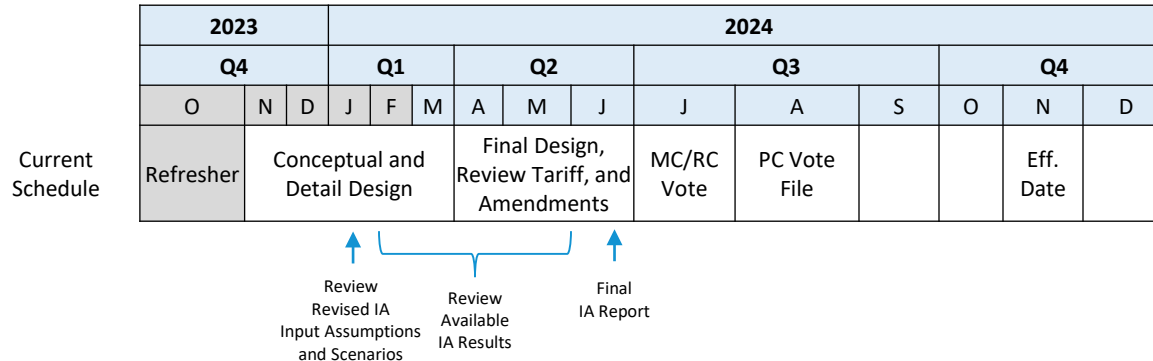 2023 2024
Q4 Q1 Q2 Q3 Q4
O N D J F M A M J J A S O N D
Current
Schedule
Refresher
Conceptual and
Detail Design
Final Design,
Review Tariff, and
Amendments
MC/RC
Vote
PC Vote
File
Eff.
Date
Review
Revised IA
Input Assumptions
and Scenarios
Review
Available
IA Results
Final
IA Report